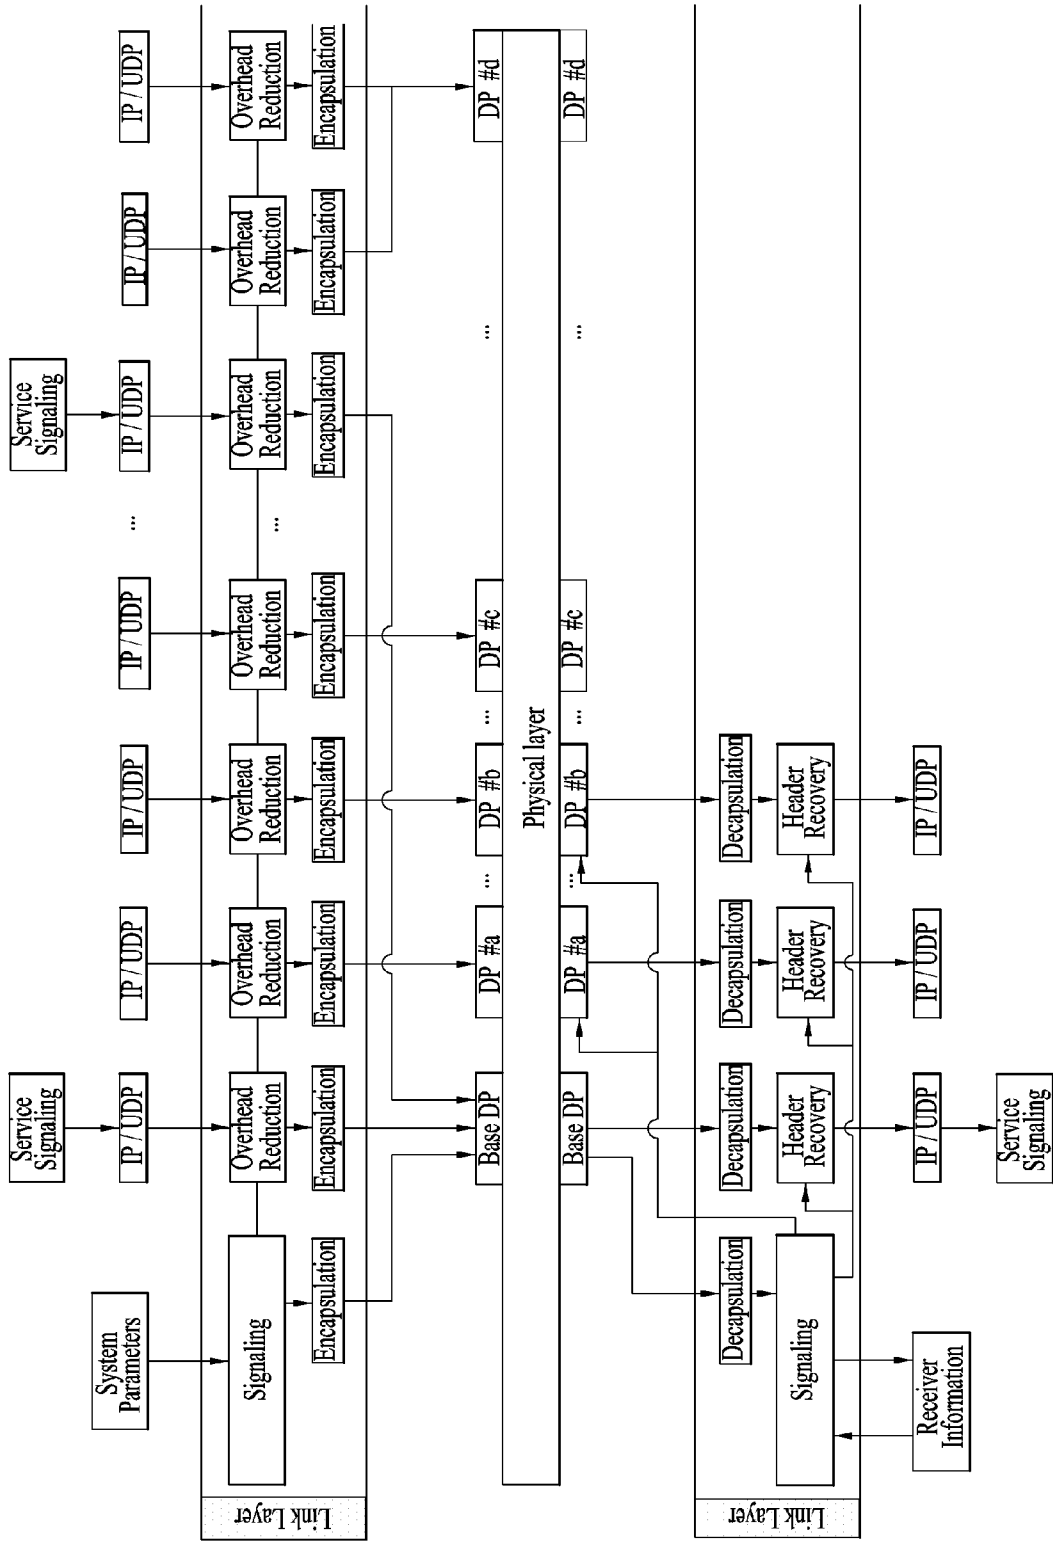 Service
Signaling
Service
Signaling
System
Parameters
IP / UDP
IP / UDP
IP / UDP
IP / UDP
...
IP / UDP
IP / UDP
IP / UDP
Link Layer
Signaling
Overhead
Reduction
Overhead
Reduction
Overhead
Reduction
Overhead
Reduction
...
Overhead
Reduction
Overhead
Reduction
Overhead
Reduction
Encapsulation
Encapsulation
Encapsulation
Encapsulation
Encapsulation
Encapsulation
Encapsulation
Encapsulation
Base DP
DP #a
...
DP #b
...
DP #c
...
DP #d
Physical layer
Base DP
DP #a
...
DP #b
...
DP #c
...
DP #d
Link Layer
Decapsulation
Decapsulation
Decapsulation
Decapsulation
Signaling
Header
Recovery
Header
Recovery
Header
Recovery
Receiver
Information
IP / UDP
IP / UDP
IP / UDP
Service
Signaling